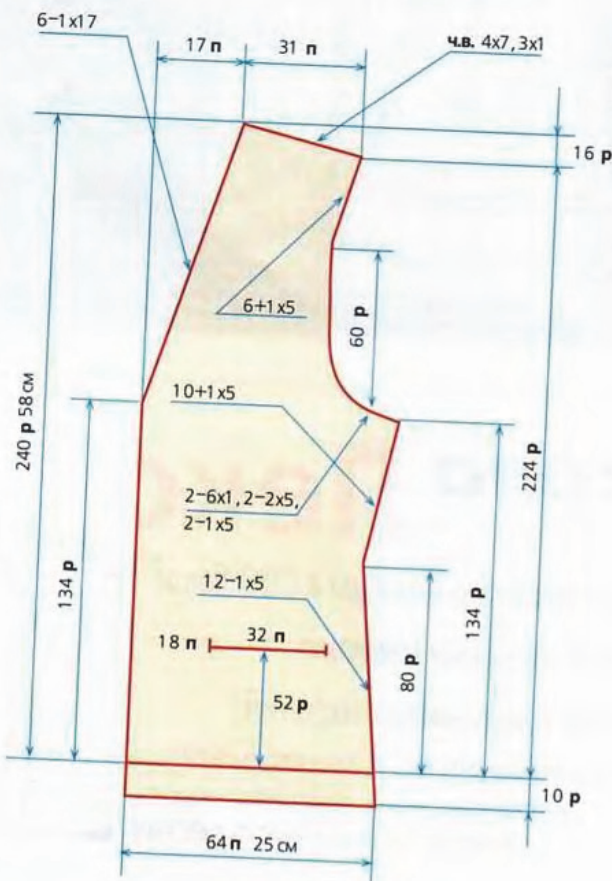 6–1x17
17 п
31 п
ч.в. 4x7, 3x1
16 р
6+1x5
60 р
10+1x5
240 р 58 см
224 р
2–6x1, 2–2x5,
2–1x5
134 р
12–1x5
134 р
80 р
18 п
32 п
52 р
10 р
64 п 25 см